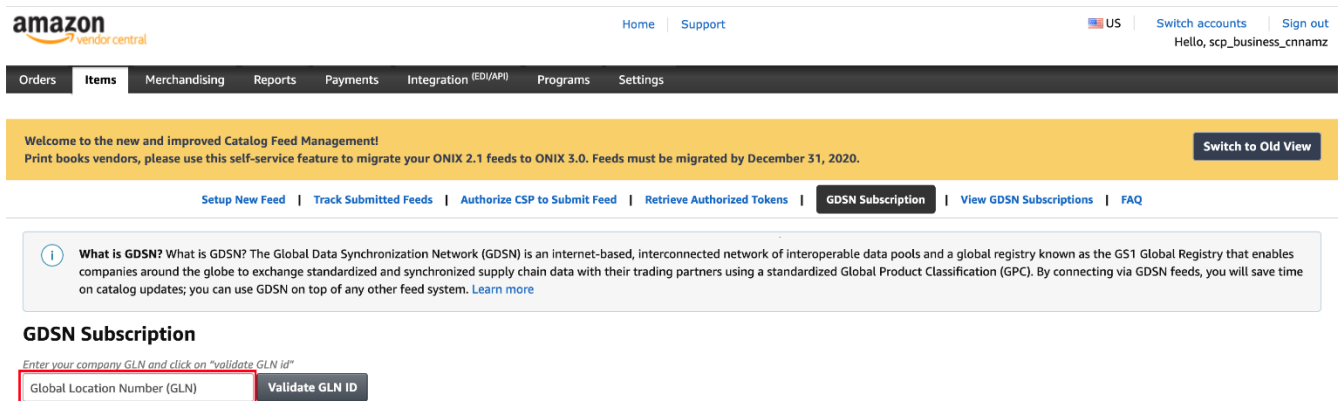 amazon
vendor central
Home Support
US Switch accounts Sign out
Hello, scp_business_cnnamz
Orders Items Merchandising Reports Payments Integration (EDI/API) Programs Settings
Welcome to the new and improved Catalog Feed Management!
Print books vendors, please use this self-service feature to migrate your ONIX 2.1 feeds to ONIX 3.0. Feeds must be migrated by December 31, 2020.
Switch to Old View
Setup New Feed | Track Submitted Feeds | Authorize CSP to Submit Feed | Retrieve Authorized Tokens | GDSN Subscription | View GDSN Subscriptions | FAQ
What is GDSN? What is GDSN? The Global Data Synchronization Network (GDSN) is an internet-based, interconnected network of interoperable data pools and a global registry known as the GS1 Global Registry that enables
companies around the globe to exchange standardized and synchronized supply chain data with their trading partners using a standardized Global Product Classification (GPC). By connecting via GDSN feeds, you will save time
on catalog updates; you can use GDSN on top of any other feed system. Learn more
GDSN Subscription
Enter your company GLN and click on "validate GLN id"
Global Location Number (GLN) Validate GLN ID